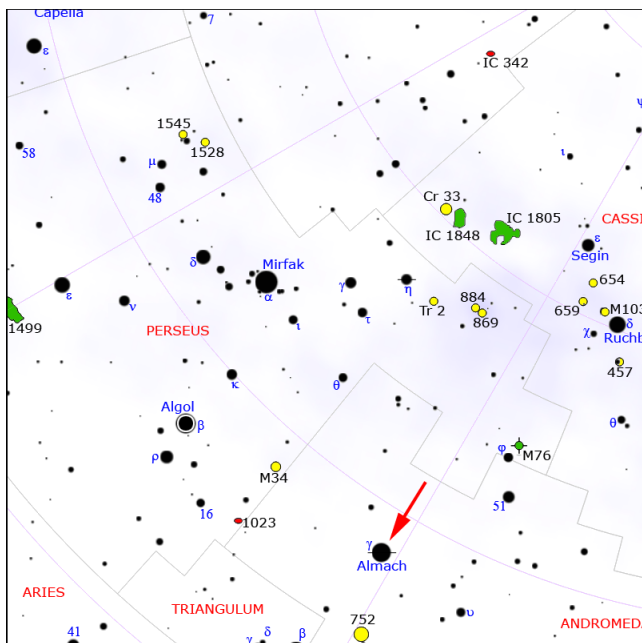 Capella
7
ε
IC 342
ψ
1545
1528
58
μ
ι
48
Cr 33
IC 1805
IC 1848
CASSI
ε
Segin
δ
Mirfak
α
γ
η
654
884
659
M103
ε
ν
Tr 2
869
1499
ι
τ
χ
Ruchb
δ
PERSEUS
457
κ
θ
Algol
β
θ
ρ
M34
φ
M76
16
1023
51
γ
Almach
ARIES
TRIANGULUM
752
υ
ANDROMEDA
41
γ
δ
β